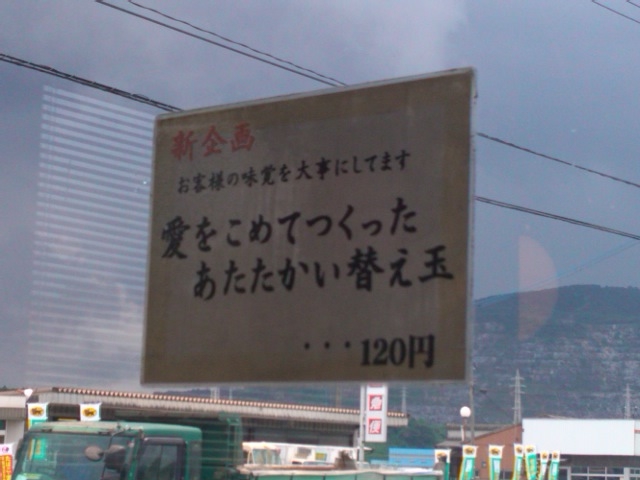 新企画
お客様の味覚を大事にしてます
愛をこめてつくった
あたたかい替え玉
・・・120円